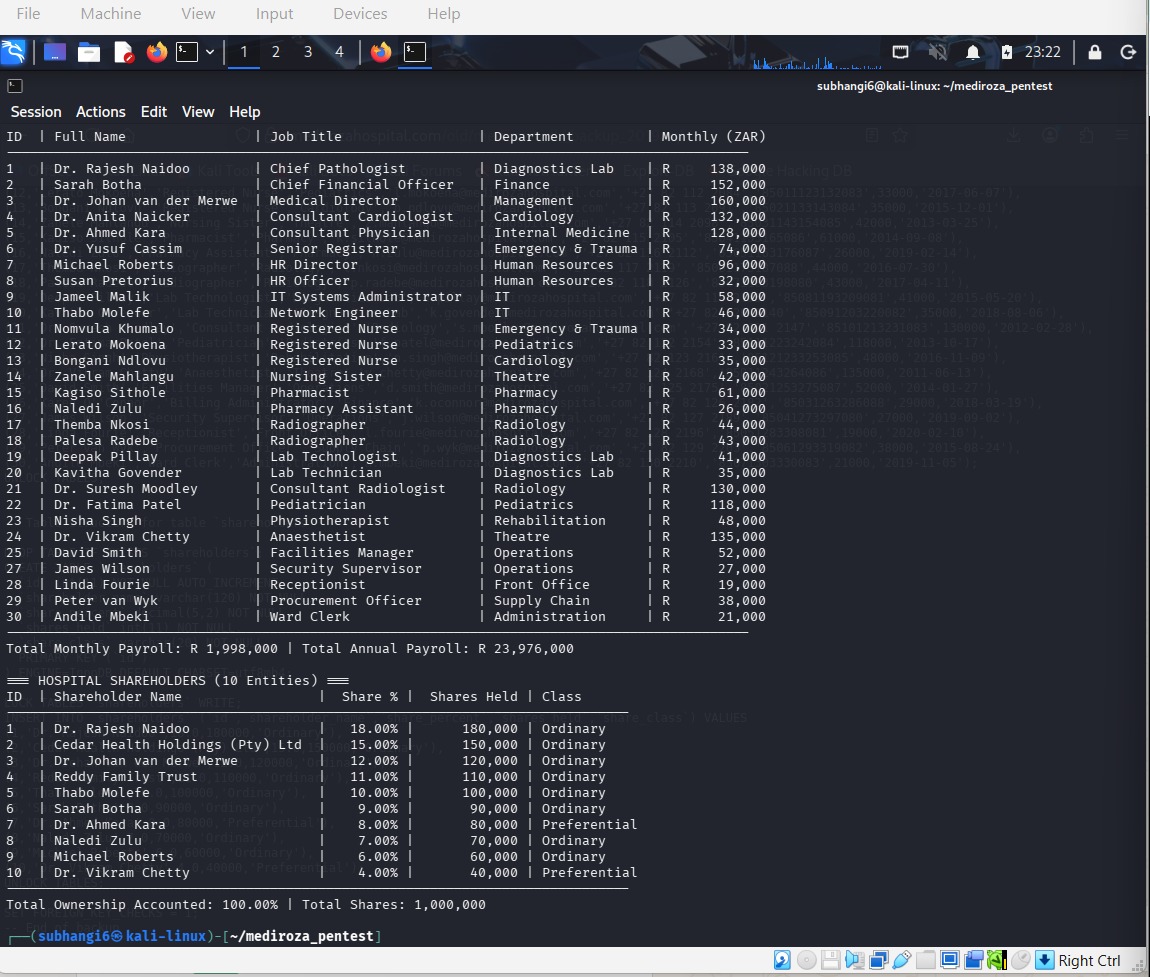 File Machine View Input Devices Help
1 2 3 4 23:22
subhangi6@kali-linux: ~/mediroza_pentest
Session Actions Edit View Help
ID | Full Name | Job Title | Department | Monthly (ZAR)
1 | Dr. Rajesh Naidoo | Chief Pathologist | Diagnostics Lab | R 138,000
2 | Sarah Botha | Chief Financial Officer | Finance | R 152,000
3 | Dr. Johan van der Merwe | Medical Director | Management | R 160,000
4 | Dr. Anita Naicker | Consultant Cardiologist | Cardiology | R 132,000
5 | Dr. Ahmed Kara | Consultant Physician | Internal Medicine | R 128,000
6 | Dr. Yusuf Cassim | Senior Registrar | Emergency & Trauma | R 74,000
7 | Michael Roberts | HR Director | Human Resources | R 96,000
8 | Susan Pretorius | HR Officer | Human Resources | R 32,000
9 | Jameel Malik | IT Systems Administrator | IT | R 58,000
10 | Thabo Molefe | Network Engineer | IT | R 46,000
11 | Nomvula Khumalo | Registered Nurse | Emergency & Trauma | R 34,000
12 | Lerato Mokoena | Registered Nurse | Pediatrics | R 33,000
13 | Bongani Ndlovu | Registered Nurse | Cardiology | R 35,000
14 | Zanele Mahlangu | Nursing Sister | Theatre | R 42,000
15 | Kagiso Sithole | Pharmacist | Pharmacy | R 61,000
16 | Naledi Zulu | Pharmacy Assistant | Pharmacy | R 26,000
17 | Themba Nkosi | Radiographer | Radiology | R 44,000
18 | Palesa Radebe | Radiographer | Radiology | R 43,000
19 | Deepak Pillay | Lab Technologist | Diagnostics Lab | R 41,000
20 | Kavitha Govender | Lab Technician | Diagnostics Lab | R 35,000
21 | Dr. Suresh Moodley | Consultant Radiologist | Radiology | R 130,000
22 | Dr. Fatima Patel | Pediatrician | Pediatrics | R 118,000
23 | Nisha Singh | Physiotherapist | Rehabilitation | R 48,000
24 | Dr. Vikram Chetty | Anaesthetist | Theatre | R 135,000
25 | David Smith | Facilities Manager | Operations | R 52,000
27 | James Wilson | Security Supervisor | Operations | R 27,000
28 | Linda Fourie | Receptionist | Front Office | R 19,000
29 | Peter van Wyk | Procurement Officer | Supply Chain | R 38,000
30 | Andile Mbeki | Ward Clerk | Administration | R 21,000
Total Monthly Payroll: R 1,998,000 | Total Annual Payroll: R 23,976,000
=== HOSPITAL SHAREHOLDERS (10 Entities) ===
ID | Shareholder Name | Share % | Shares Held | Class
1 | Dr. Rajesh Naidoo | 18.00% | 180,000 | Ordinary
2 | Cedar Health Holdings (Pty) Ltd | 15.00% | 150,000 | Ordinary
3 | Dr. Johan van der Merwe | 12.00% | 120,000 | Ordinary
4 | Reddy Family Trust | 11.00% | 110,000 | Ordinary
5 | Thabo Molefe | 10.00% | 100,000 | Ordinary
6 | Sarah Botha | 9.00% | 90,000 | Ordinary
7 | Dr. Ahmed Kara | 8.00% | 80,000 | Preferential
8 | Naledi Zulu | 7.00% | 70,000 | Ordinary
9 | Michael Roberts | 6.00% | 60,000 | Ordinary
10 | Dr. Vikram Chetty | 4.00% | 40,000 | Preferential
Total Ownership Accounted: 100.00% | Total Shares: 1,000,000
┌──(subhangi6㉿kali-linux)-[~/mediroza_pentest]
Right Ctrl